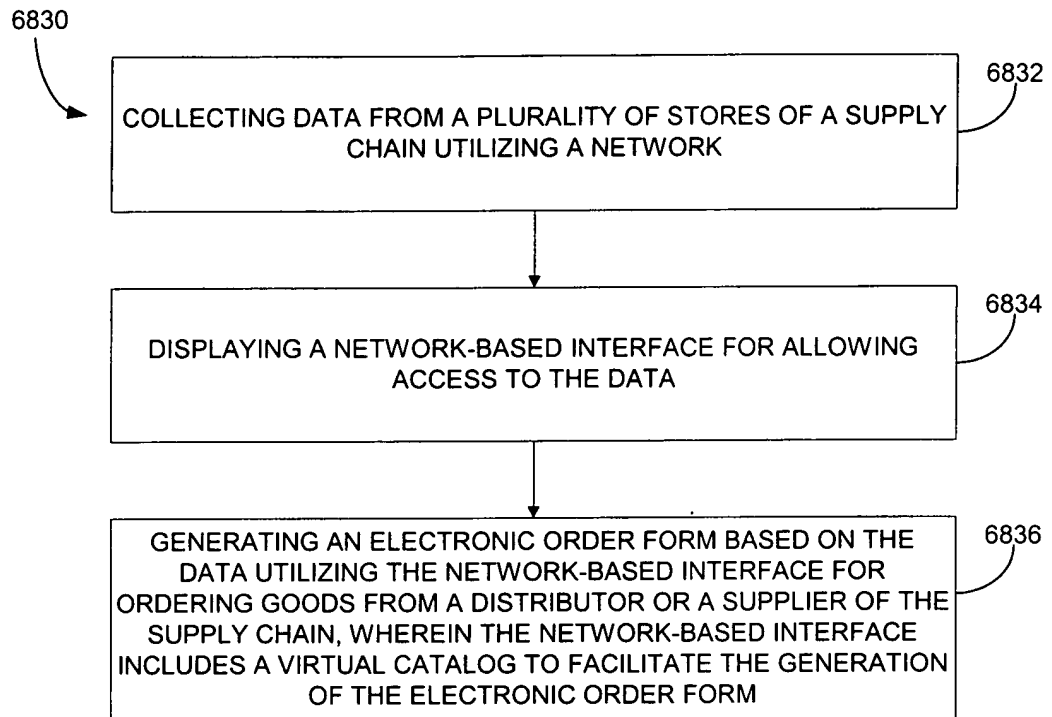 6830
6832
COLLECTING DATA FROM A PLURALITY OF STORES OF A SUPPLY
CHAIN UTILIZING A NETWORK
6834
DISPLAYING A NETWORK-BASED INTERFACE FOR ALLOWING
ACCESS TO THE DATA
6836
GENERATING AN ELECTRONIC ORDER FORM BASED ON THE
DATA UTILIZING THE NETWORK-BASED INTERFACE FOR
ORDERING GOODS FROM A DISTRIBUTOR OR A SUPPLIER OF THE
SUPPLY CHAIN, WHEREIN THE NETWORK-BASED INTERFACE
INCLUDES A VIRTUAL CATALOG TO FACILITATE THE GENERATION
OF THE ELECTRONIC ORDER FORM